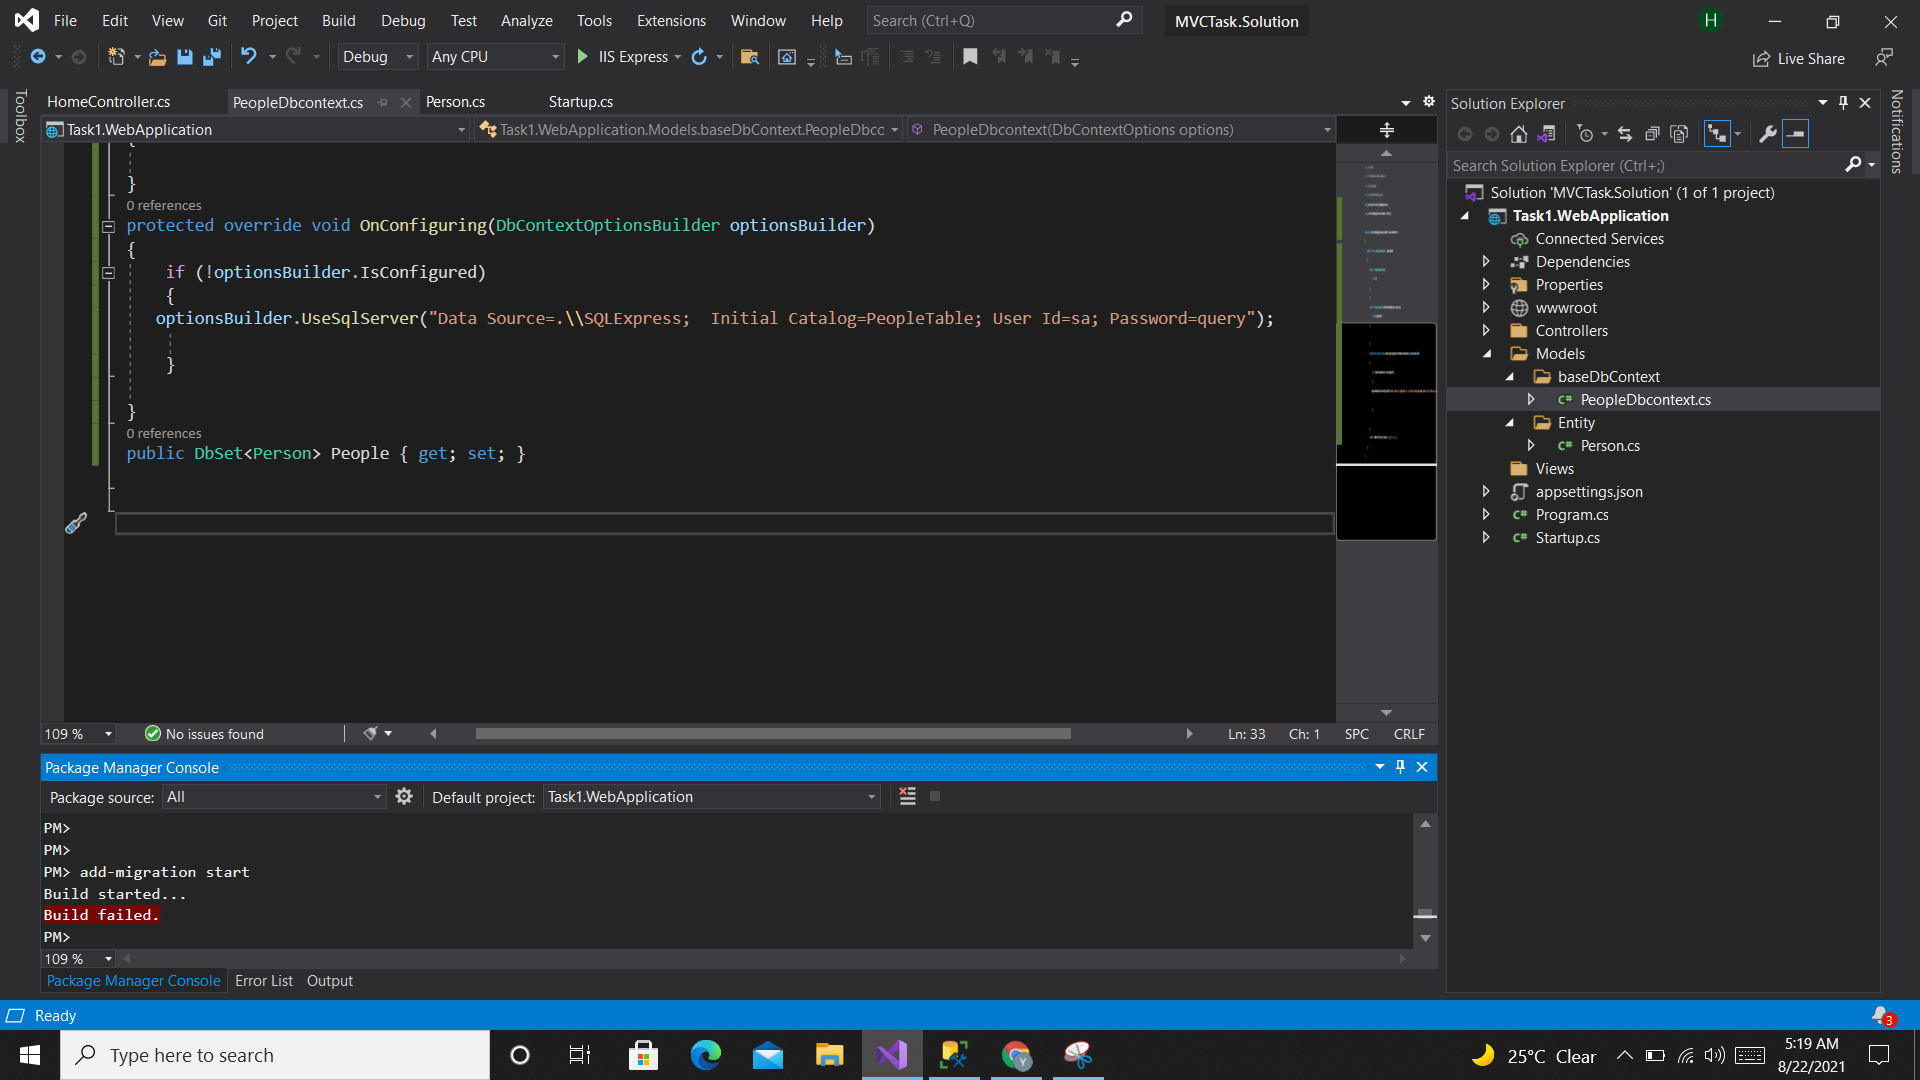 File Edit View Git Project Build Debug Test Analyze Tools Extensions Window Help Search (Ctrl+Q) MVCTask.Solution H
Debug Any CPU IIS Express Live Share
Toolbox
HomeController.cs PeopleDbcontext.cs Person.cs Startup.cs
Task1.WebApplication Task1.WebApplication.Models.baseDbContext.PeopleDbcc PeopleDbcontext(DbContextOptions options)
{
}
0 references
protected override void OnConfiguring(DbContextOptionsBuilder optionsBuilder)
{
if (!optionsBuilder.IsConfigured)
{
optionsBuilder.UseSqlServer("Data Source=.\\SQLExpress;  Initial Catalog=PeopleTable; User Id=sa; Password=query");
}
}
0 references
public DbSet<Person> People { get; set; }
109 % No issues found Ln: 33 Ch: 1 SPC CRLF
Package Manager Console
Package source: All Default project: Task1.WebApplication
PM>
PM>
PM> add-migration start
Build started...
Build failed.
PM>
109 %
Package Manager Console Error List Output
Solution Explorer
Search Solution Explorer (Ctrl+;)
Solution 'MVCTask.Solution' (1 of 1 project)
Task1.WebApplication
Connected Services
Dependencies
Properties
wwwroot
Controllers
Models
baseDbContext
C# PeopleDbcontext.cs
Entity
C# Person.cs
Views
appsettings.json
C# Program.cs
C# Startup.cs
Notifications
Ready 3
Type here to search Y 25°C Clear 5:19 AM
8/22/2021